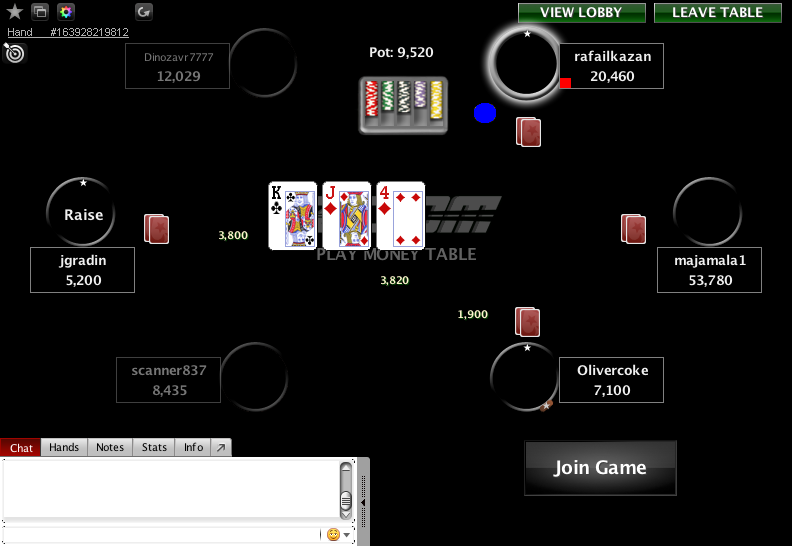 VIEW LOBBY
LEAVE TABLE
Hand #163928219812
Dinozavr7777
12,029
Pot: 9,520
rafailkazan
20,460
Raise
jgradin
5,200
3,800
K
J
4
PLAY MONEY TABLE
3,820
majamala1
53,780
1,900
scanner837
8,435
Olivercoke
7,100
Chat
Hands
Notes
Stats
Info
Join Game